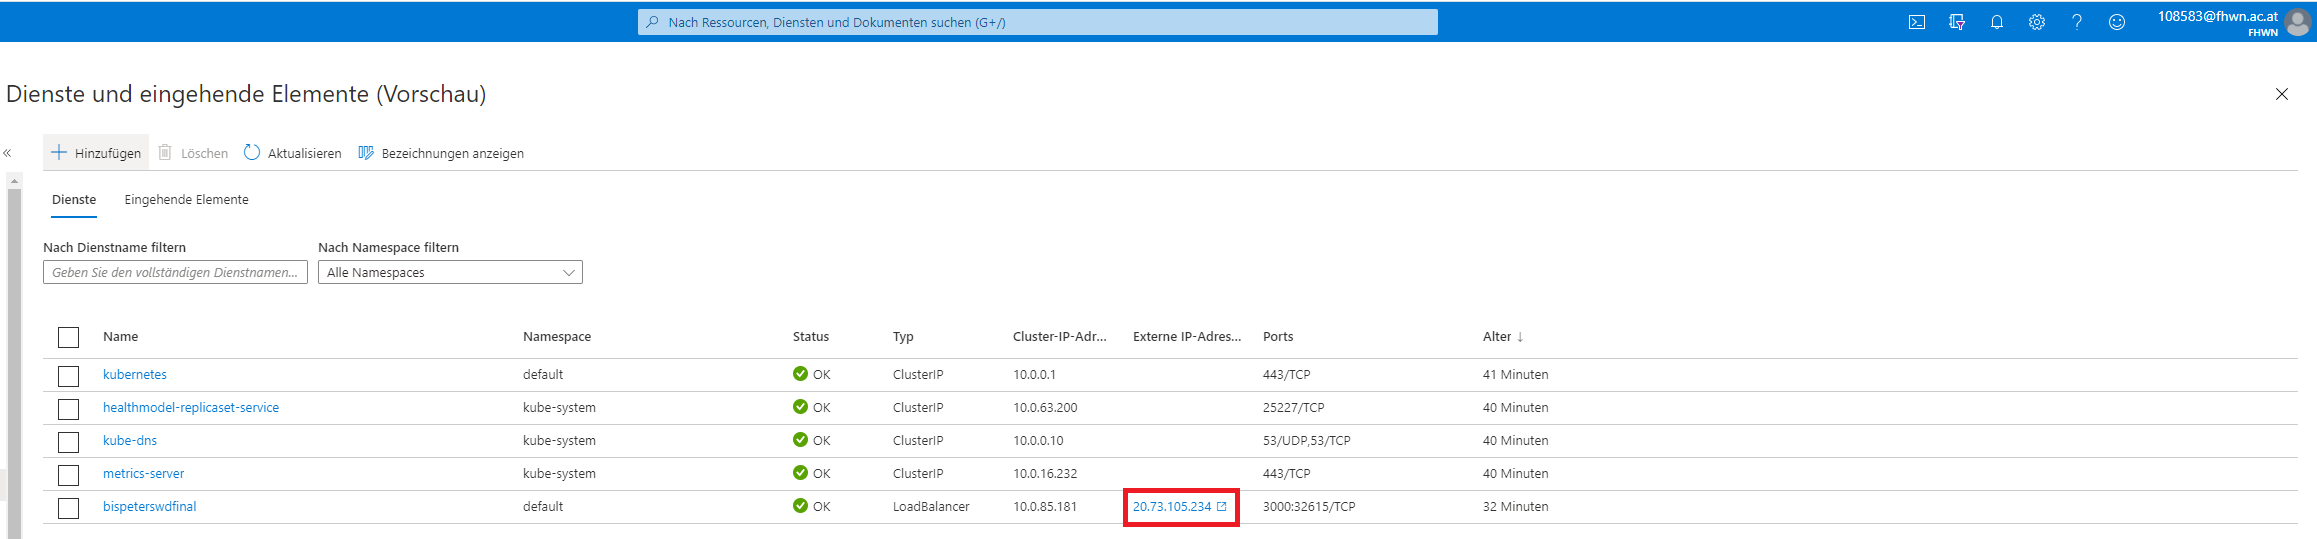 Nach Ressourcen, Diensten und Dokumenten suchen (G+/)
108583@fhwn.ac.at
FHWN
Dienste und eingehende Elemente (Vorschau)
Hinzufügen Löschen Aktualisieren Bezeichnungen anzeigen
Dienste Eingehende Elemente
Nach Dienstname filtern Nach Namespace filtern
Geben Sie den vollständigen Dienstnamen... Alle Namespaces
Name Namespace Status Typ Cluster-IP-Adr... Externe IP-Adres... Ports Alter ↓
kubernetes default OK ClusterIP 10.0.0.1 443/TCP 41 Minuten
healthmodel-replicaset-service kube-system OK ClusterIP 10.0.63.200 25227/TCP 40 Minuten
kube-dns kube-system OK ClusterIP 10.0.0.10 53/UDP,53/TCP 40 Minuten
metrics-server kube-system OK ClusterIP 10.0.16.232 443/TCP 40 Minuten
bispeterswdfinal default OK LoadBalancer 10.0.85.181 20.73.105.234 3000:32615/TCP 32 Minuten